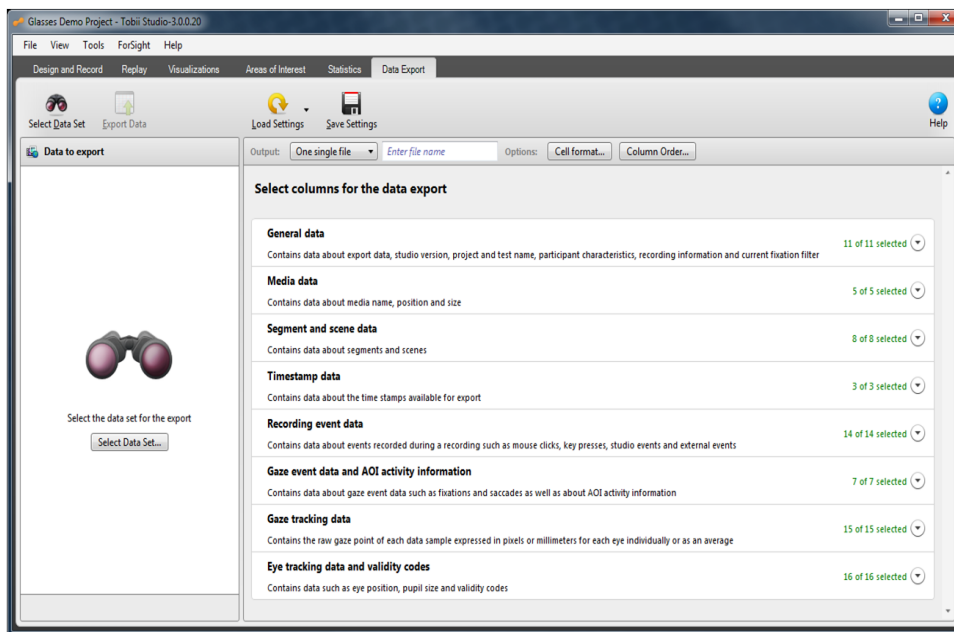 Glasses Demo Project - Tobii Studio-3.0.0.20
File View Tools ForSight Help
Design and Record Replay Visualizations Areas of Interest Statistics Data Export
Select Data Set Export Data Load Settings Save Settings Help
Data to export
Output: One single file Enter file name Options: Cell format... Column Order...
Select columns for the data export
General data
Contains data about export data, studio version, project and test name, participant characteristics, recording information and current fixation filter
11 of 11 selected
Media data
Contains data about media name, position and size
5 of 5 selected
Segment and scene data
Contains data about segments and scenes
8 of 8 selected
Timestamp data
Contains data about the time stamps available for export
3 of 3 selected
Recording event data
Contains data about events recorded during a recording such as mouse clicks, key presses, studio events and external events
14 of 14 selected
Gaze event data and AOI activity information
Contains data about gaze event data such as fixations and saccades as well as about AOI activity information
7 of 7 selected
Gaze tracking data
Contains the raw gaze point of each data sample expressed in pixels or millimeters for each eye individually or as an average
15 of 15 selected
Eye tracking data and validity codes
Contains data such as eye position, pupil size and validity codes
16 of 16 selected
Select the data set for the export
Select Data Set...